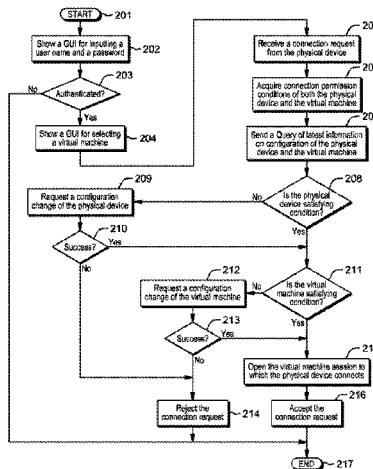 START
201
Show a GUI for inputting a
user name and a password
202
203
No
Authenticated?
Yes
Show a GUI for selecting
a virtual machine
204
20
Receive a connection request
from the physical device
20
Acquire connection permission
conditions of both the physical
device and the virtual machine
20
Send a Query of latest information
on configuration of the physical
device and the virtual machine
208
Is the physical
device satisfying
condition?
No
Yes
209
Request a configuration
change of the physical device
210
Success?
Yes
No
211
Is the virtual
machine satisfying
condition?
No
Yes
212
Request a configuration
change of the virtual machine
213
Success?
Yes
No
21
Open the virtual machine session to
which the physical device connects
Reject the
connection request
214
216
Accept the
connection request
END
217